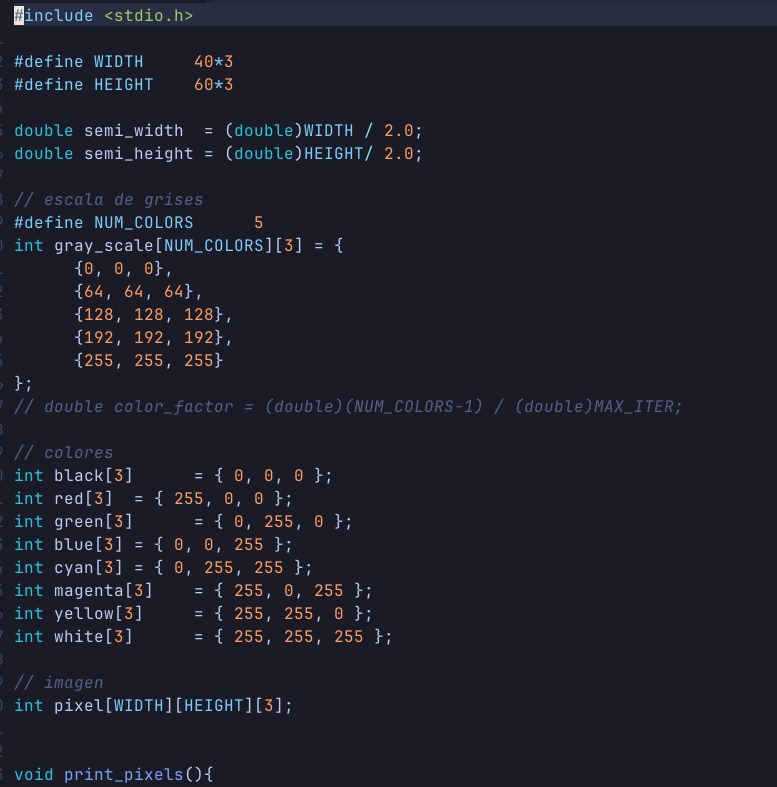 #include <stdio.h>
#define WIDTH     40*3
#define HEIGHT    60*3
double semi_width  = (double)WIDTH / 2.0;
double semi_height = (double)HEIGHT/ 2.0;
// escala de grises
#define NUM_COLORS      5
int gray_scale[NUM_COLORS][3] = {
      {0, 0, 0},
      {64, 64, 64},
      {128, 128, 128},
      {192, 192, 192},
      {255, 255, 255}
};
// double color_factor = (double)(NUM_COLORS-1) / (double)MAX_ITER;
// colores
int black[3]      = { 0, 0, 0 };
int red[3]  = { 255, 0, 0 };
int green[3]      = { 0, 255, 0 };
int blue[3] = { 0, 0, 255 };
int cyan[3] = { 0, 255, 255 };
int magenta[3]    = { 255, 0, 255 };
int yellow[3]     = { 255, 255, 0 };
int white[3]      = { 255, 255, 255 };
// imagen
int pixel[WIDTH][HEIGHT][3];
void print_pixels(){